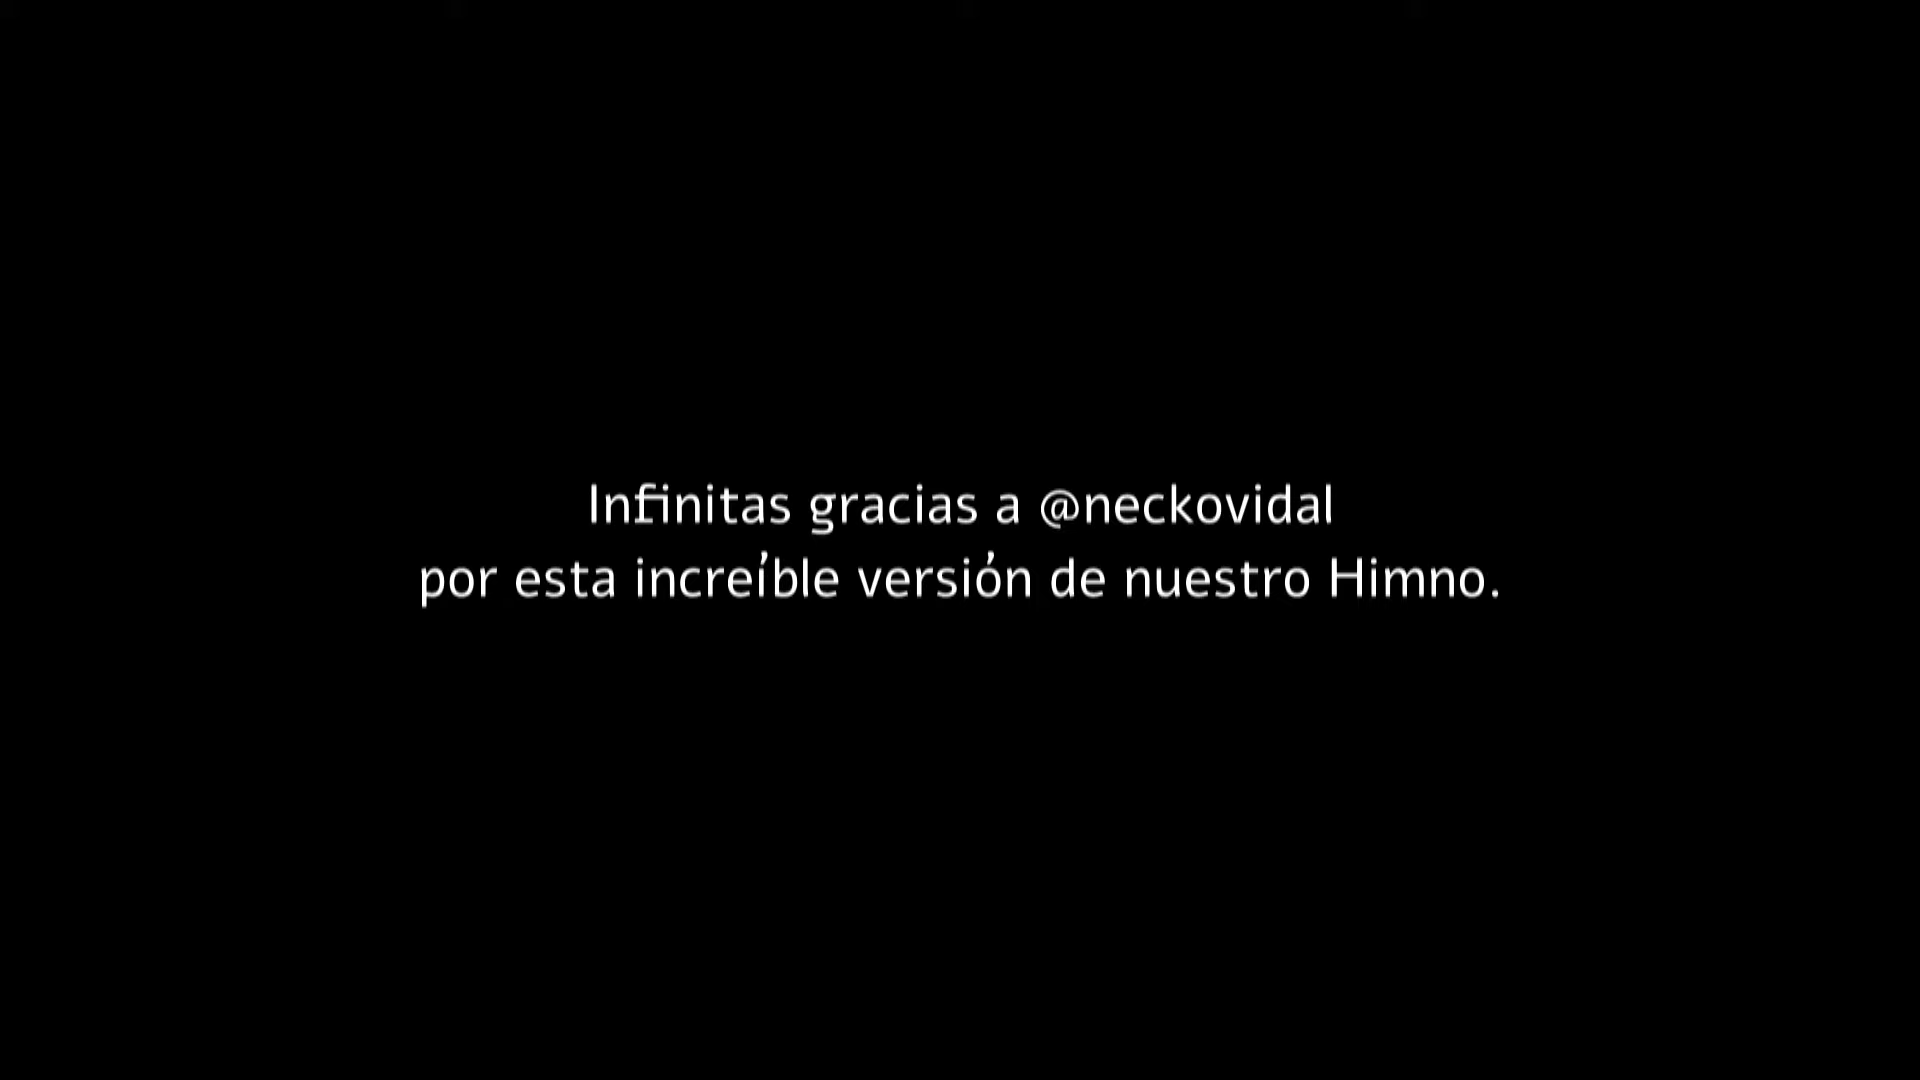 Infinitas gracias a @neckovidal
por esta increíble versión de nuestro Himno.